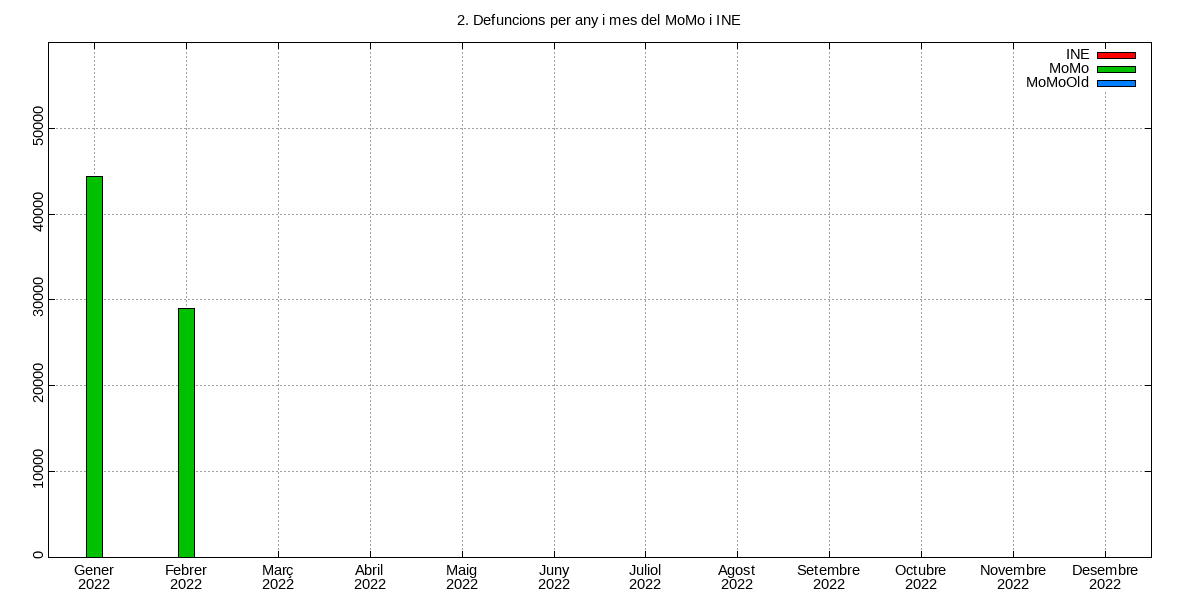 2. Defuncions per any i mes del MoMo i INE
INE
MoMo
MoMoOld
50000
40000
30000
20000
10000
0
Gener
2022
Febrer
2022
Març
2022
Abril
2022
Maig
2022
Juny
2022
Juliol
2022
Agost
2022
Setembre
2022
Octubre
2022
Novembre
2022
Desembre
2022